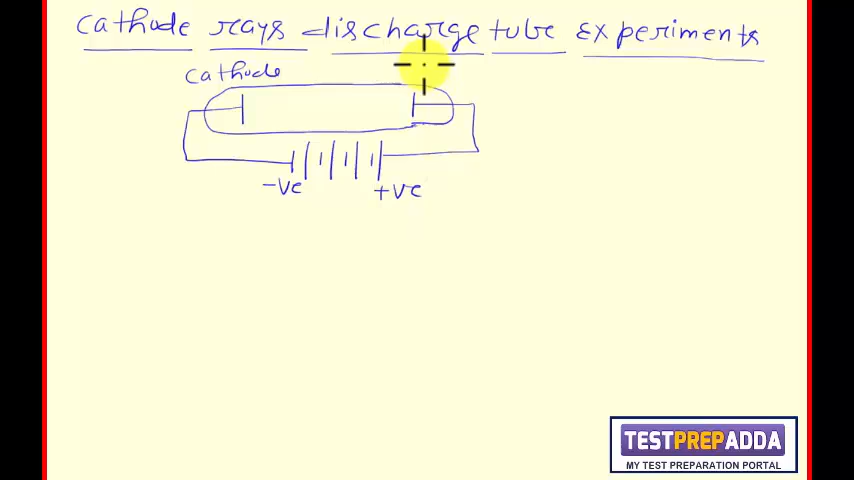 cathode rays discharge tube experiments
cathode
-ve +ve
TESTPREPADDA
MY TEST PREPARATION PORTAL